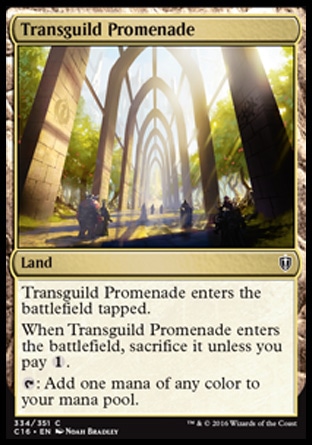 Transguild Promenade
Land
Transguild Promenade enters the
battlefield tapped.
When Transguild Promenade enters
the battlefield, sacrifice it unless you
pay 1.
: Add one mana of any color to
your mana pool.
334/351 C
C16 • EN Noah Bradley
™ & © 2016 Wizards of the Coast